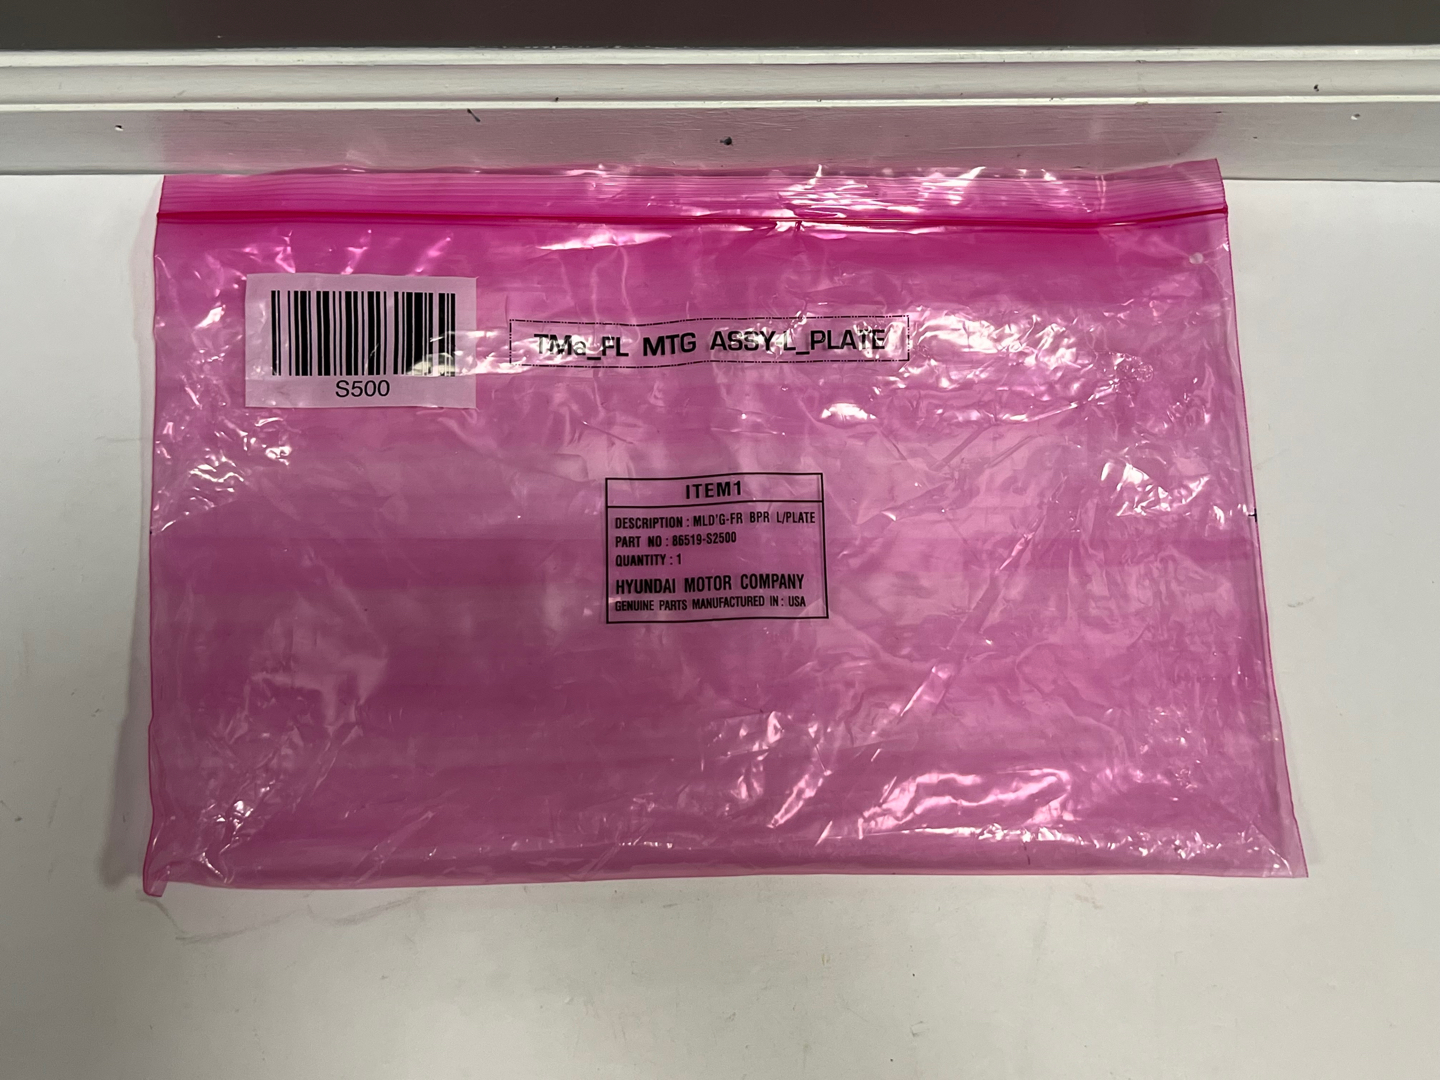 S500
TMa_FL MTG ASSY L_PLATE
ITEM1
DESCRIPTION : MLD'G-FR BPR L/PLATE
PART NO : 86519-S2500
QUANTITY : 1
HYUNDAI MOTOR COMPANY
GENUINE PARTS MANUFACTURED IN : USA